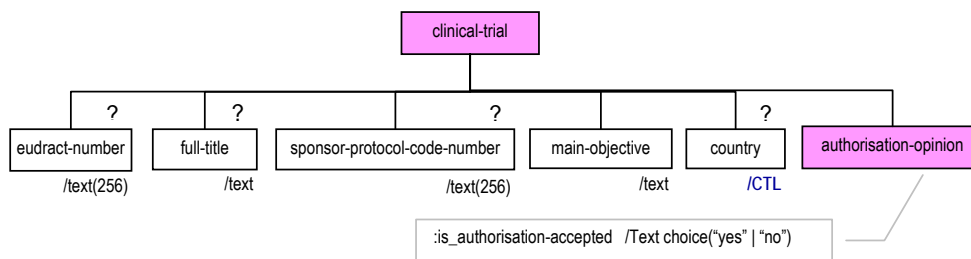 clinical-trial
? ? ? ?
eudract-number full-title sponsor-protocol-code-number main-objective country authorisation-opinion
/text(256) /text /text(256) /text /CTL
:is_authorisation-accepted /Text choice(“yes” | “no”)